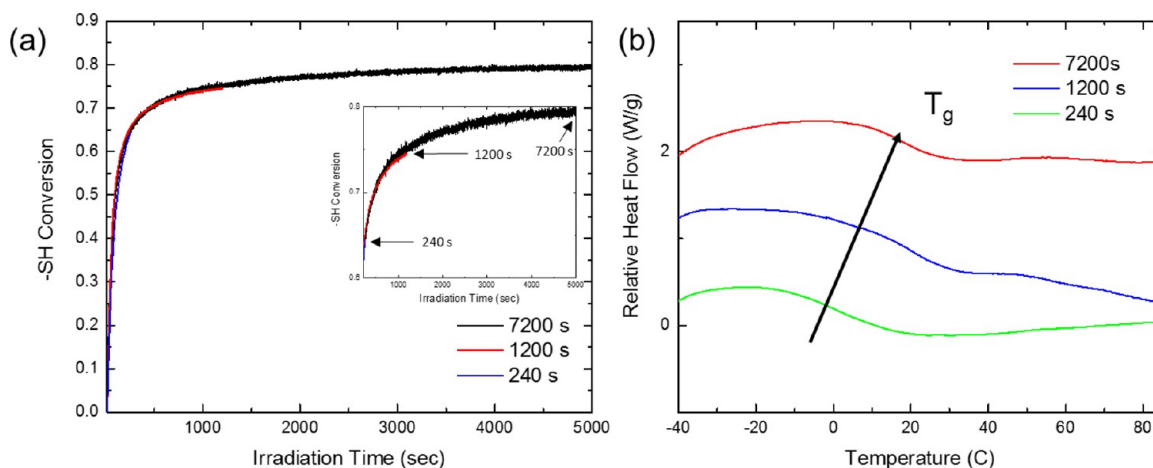 (a)
0.9
0.8
0.7
0.6
0.5
0.4
0.3
0.2
0.1
0.0
-SH Conversion
1000
2000
3000
4000
5000
Irradiation Time (sec)
0.8
0.7
0.6
-SH Conversion
1000
2000
3000
4000
5000
Irradiation Time (sec)
7200 s
1200 s
240 s
7200 s
1200 s
240 s
(b)
2
0
Relative Heat Flow (W/g)
-40
-20
0
20
40
60
80
Temperature (C)
Tg
7200s
1200 s
240 s